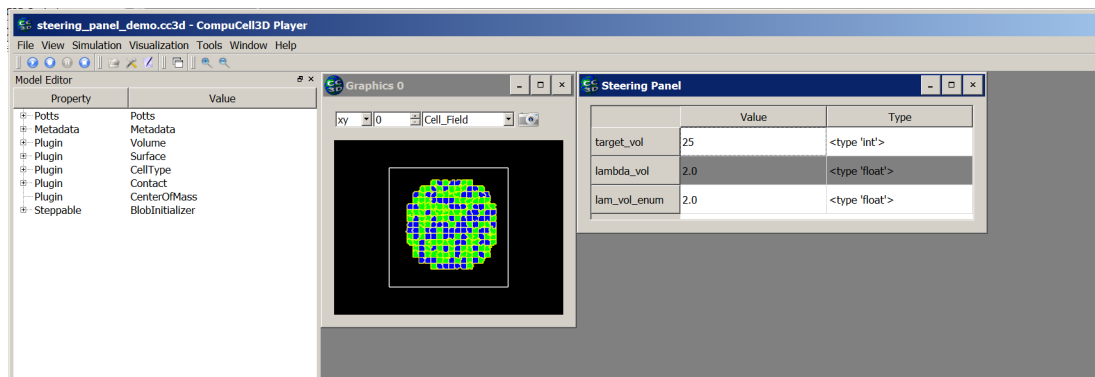 steering_panel_demo.cc3d - CompuCell3D Player
File View Simulation Visualization Tools Window Help
Model Editor
Property Value
Potts Potts
Metadata Metadata
Plugin Volume
Plugin Surface
Plugin CellType
Plugin Contact
Plugin CenterOfMass
Steppable BlobInitializer
Graphics 0
xy 0 Cell_Field
Steering Panel
Value Type
target_vol 25 <type 'int'>
lambda_vol 2.0 <type 'float'>
lam_vol_enum 2.0 <type 'float'>